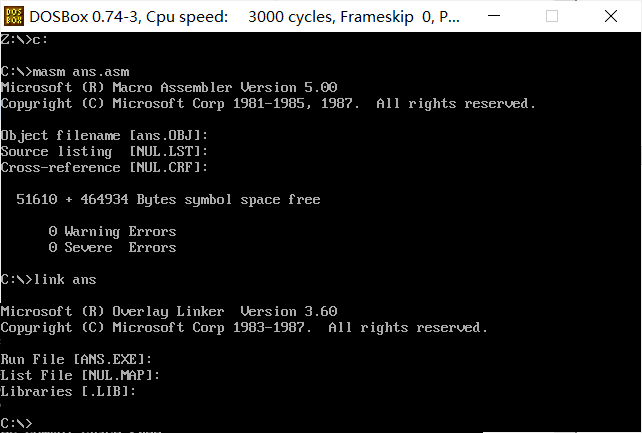 DOS BOX
DOSBox 0.74-3, Cpu speed: 3000 cycles, Frameskip 0, P...
Z:\>c:
C:\>masm ans.asm
Microsoft (R) Macro Assembler Version 5.00
Copyright (C) Microsoft Corp 1981-1985, 1987.  All rights reserved.
Object filename [ans.OBJ]:
Source listing  [NUL.LST]:
Cross-reference [NUL.CRF]:
51610 + 464934 Bytes symbol space free
0 Warning Errors
0 Severe  Errors
C:\>link ans
Microsoft (R) Overlay Linker  Version 3.60
Copyright (C) Microsoft Corp 1983-1987.  All rights reserved.
Run File [ANS.EXE]:
List File [NUL.MAP]:
Libraries [.LIB]:
C:\>